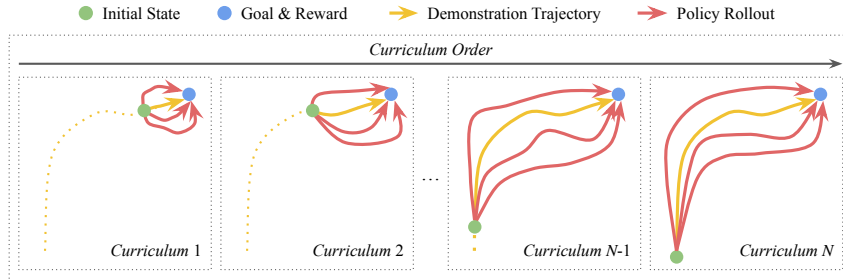 Initial State Goal & Reward Demonstration Trajectory Policy Rollout
Curriculum Order
...
Curriculum 1 Curriculum 2 Curriculum N-1 Curriculum N